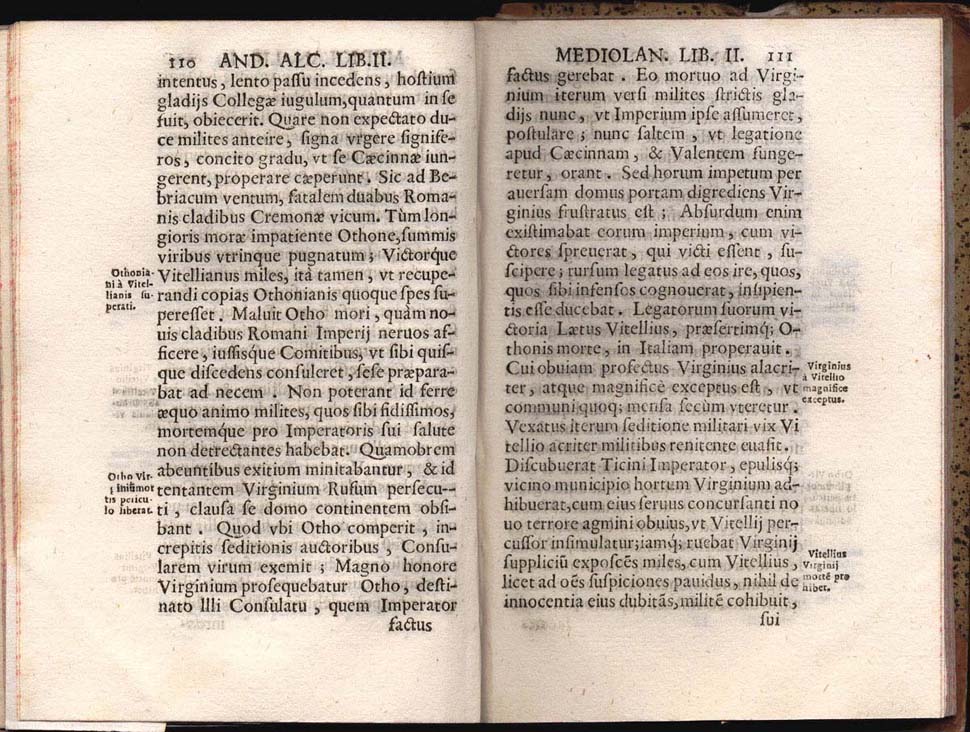 110 AND. ALC. LIB. II.
intentus, lento paſſu incedens, hoſtium
gladijs Collegæ iugulum, quantum in ſe
fuit, obiecerit. Quare non expectato du-
ce milites anteire, ſigna vrgere ſignife-
ros, concito gradu, vt ſe Cæcinnæ iun-
gerent, properare cæperunt. Sic ad Be-
briacum ventum, fatalem duabus Roma-
nis cladibus Cremonæ vicum. Tùm lon-
gioris moræ impatiente Othone, ſummis
viribus vtrinque pugnatum; Victorque
Vitellianus miles, ità tamen, vt recupe-
randi copias Othonianis quoque ſpes ſu-
pereſſet. Maluit Otho mori, quàm no-
uis cladibus Romani Imperij neruos af-
ficere, iuſſiſque Comitibus, vt ſibi quiſ-
que diſcedens conſuleret, ſeſe præpara-
bat ad necem. Non poterant id ferre
æquo animo milites, quos ſibi fidiſſimos,
mortemque pro Imperatoris ſui ſalute
non detrectantes habebat. Quamobrem
abeuntibus exitium minitabantur, & id
tentantem Virginium Rufum perſecu-
ti, clauſa ſe domo continentem obſi-
bant. Quod vbi Otho comperit, in-
crepitis ſeditionis auctoribus, Conſu-
larem virum exemit; Magno honore
Virginium proſequebatur Otho, deſti-
nato Illi Conſulatu, quem Imperator
factus
Othonia-
ni à Vitel-
lianis ſu-
perati.
Otho Vir-
tis pericu-
lo liberat.
MEDIOLAN. LIB. II. 111
factus gerebat. Eo mortuo ad Virgi-
nium iterum verſi milites ſtrictis gla-
dijs nunc, vt Imperium ipſe aſſumeret,
poſtulare; nunc ſaltem, vt legatione
apud Cæcinnam, & Valentem funge-
retur, orant. Sed horum impetum per
auerſam domus portam digrediens Vir-
ginius fruſtratus eſt; Abſurdum enim
exiſtimabat eorum imperium, cum vi-
ctores ſpreuerat, qui victi eſſent, ſu-
ſcipere; rurſum legatus ad eos ire, quos,
quos ſibi infenſos cognouerat, inſipien-
tis eſſe ducebat. Legatorum ſuorum vi-
ctoria Lætus Vitellius, præſertimq; O-
thonis morte, in Italiam properauit.
Cui obuiam profectus Virginius alacri-
ter, atque magnificè exceptus eſt, vt
communi quoq; menſa ſecùm vteretur.
Vexatus iterum ſeditione militari vix Vi
tellio acriter militibus renitente euaſit.
Diſcubuerat Ticini Imperator, epuliſq;
vicino municipio hortem Virginium ad-
hibuerat, cum eius ſeruus concurſanti no
uo terrore agmini obuius, vt Vitellij per-
cuſſor inſimulatur; iamq; ruebat Virginij
ſuppliciũ expoſcẽs miles, cum Vitellius,
licet ad oẽs ſuſpiciones pauidus, nihil de
innocentia eius dubitãs, militẽ cohibuit,
ſui
Virginius
à Vitellio
magnifice
exceptus.
Vitellius
Virginij
mortẽ pro
hibet.